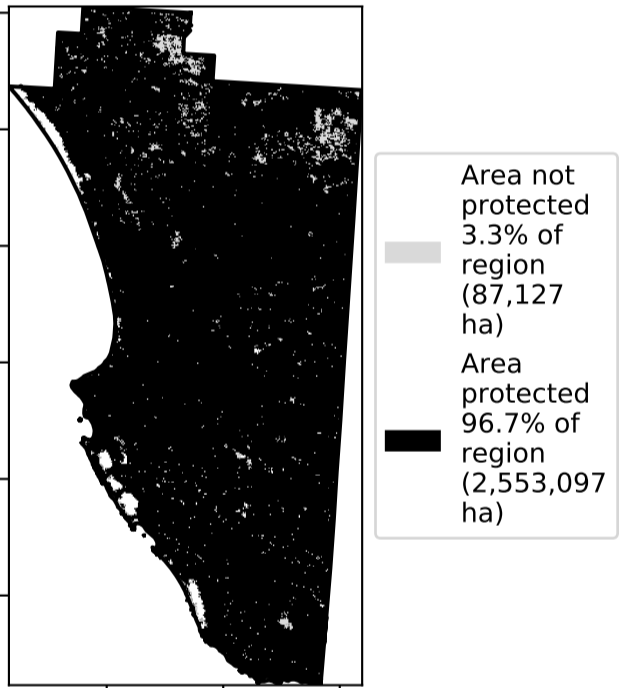 Area not
protected
3.3% of
region
(87,127
ha)
Area
protected
96.7% of
region
(2,553,097
ha)